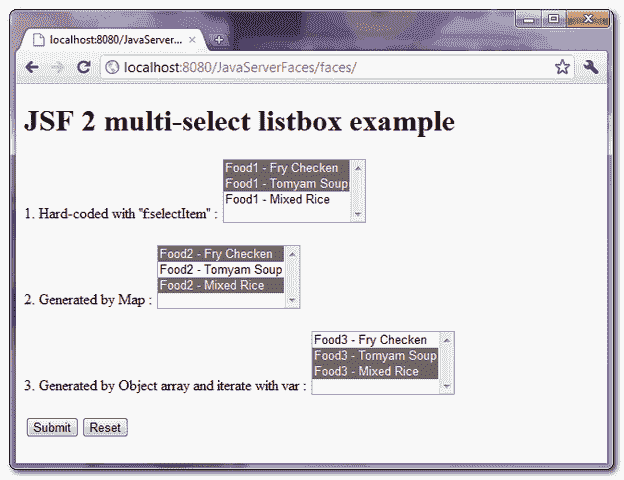 localhost:8080/JavaServer...
localhost:8080/JavaServerFaces/faces/
JSF 2 multi-select listbox example
Food1 - Fry Checken
Food1 - Tomyam Soup
Food1 - Mixed Rice
1. Hard-coded with "f:selectItem" :
Food2 - Fry Checken
Food2 - Tomyam Soup
Food2 - Mixed Rice
2. Generated by Map :
Food3 - Fry Checken
Food3 - Tomyam Soup
Food3 - Mixed Rice
3. Generated by Object array and iterate with var :
Submit Reset